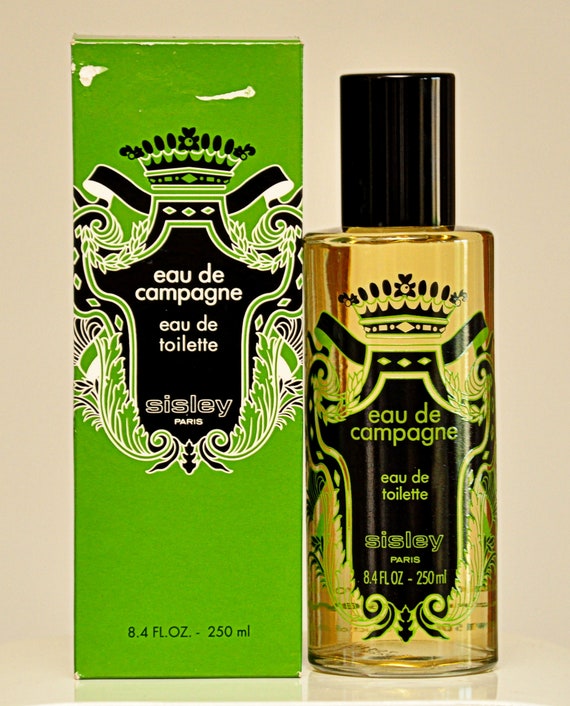 eau de
campagne
eau de
toilette
sisley
PARIS
8.4 FL.OZ. - 250 ml
eau de
campagne
eau de
toilette
sisley
PARIS
8.4 FL OZ - 250 ml